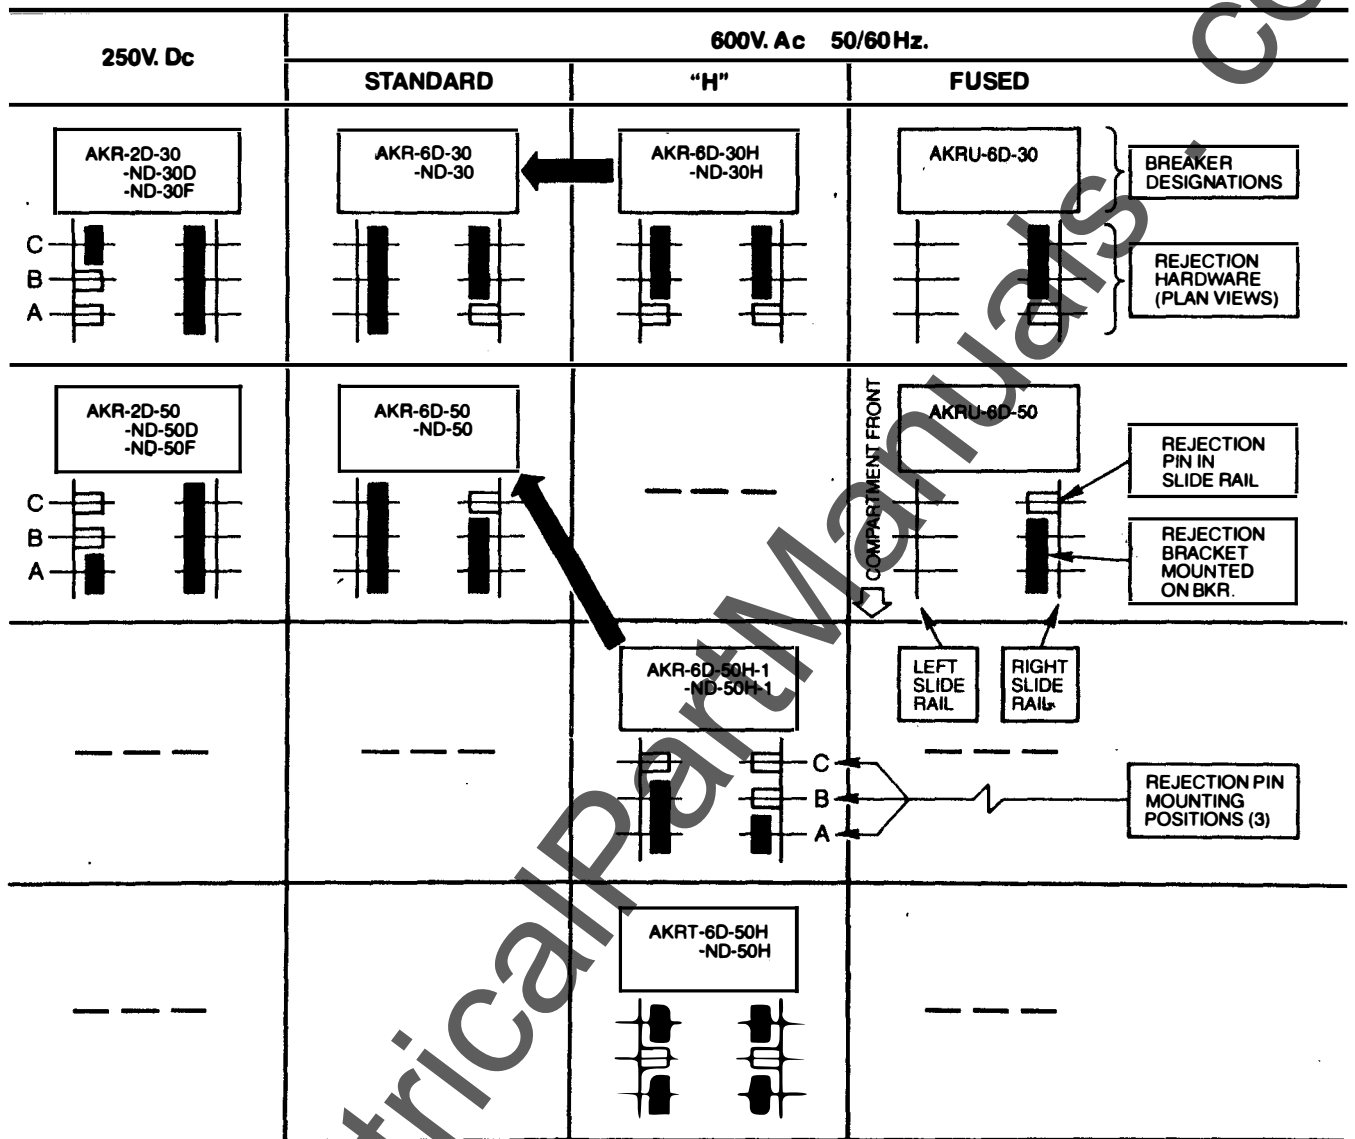 250V. Dc
600V. Ac 50/60Hz.
STANDARD
"H"
FUSED
AKR-2D-30
-ND-30D
-ND-30F
AKR-6D-30
-ND-30
AKR-6D-30H
-ND-30H
AKRU-6D-30
BREAKER
DESIGNATIONS
C
B
A
REJECTION
HARDWARE
(PLAN VIEWS)
AKR-2D-50
-ND-50D
-ND-50F
AKR-6D-50
-ND-50
COMPARTMENT FRONT
AKRU-6D-50
REJECTION
PIN IN
SLIDE RAIL
C
B
A
REJECTION
BRACKET
MOUNTED
ON BKR.
AKR-6D-50H-1
-ND-50H-1
LEFT
SLIDE
RAIL
RIGHT
SLIDE
RAIL
C
B
A
REJECTION PIN
MOUNTING
POSITIONS (3)
AKRT-6D-50H
-ND-50H
ctricalPartManuals . co